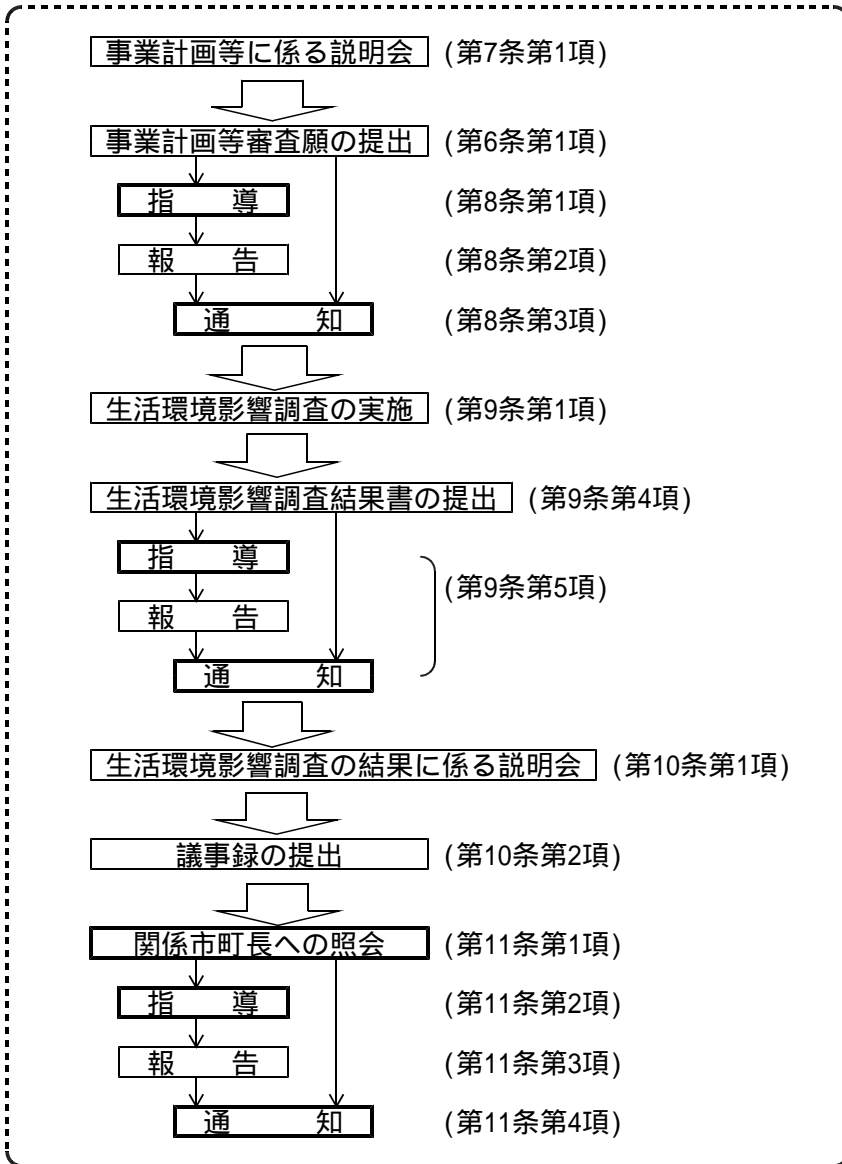 事業計画等に係る説明会 (第7条第1項)
事業計画等審査願の提出 (第6条第1項)
指　導 (第8条第1項)
報　告 (第8条第2項)
通　知 (第8条第3項)
生活環境影響調査の実施 (第9条第1項)
生活環境影響調査結果書の提出 (第9条第4項)
指　導
(第9条第5項)
報　告
通　知
生活環境影響調査の結果に係る説明会 (第10条第1項)
議事録の提出 (第10条第2項)
関係市町長への照会 (第11条第1項)
指　導 (第11条第2項)
報　告 (第11条第3項)
通　知 (第11条第4項)